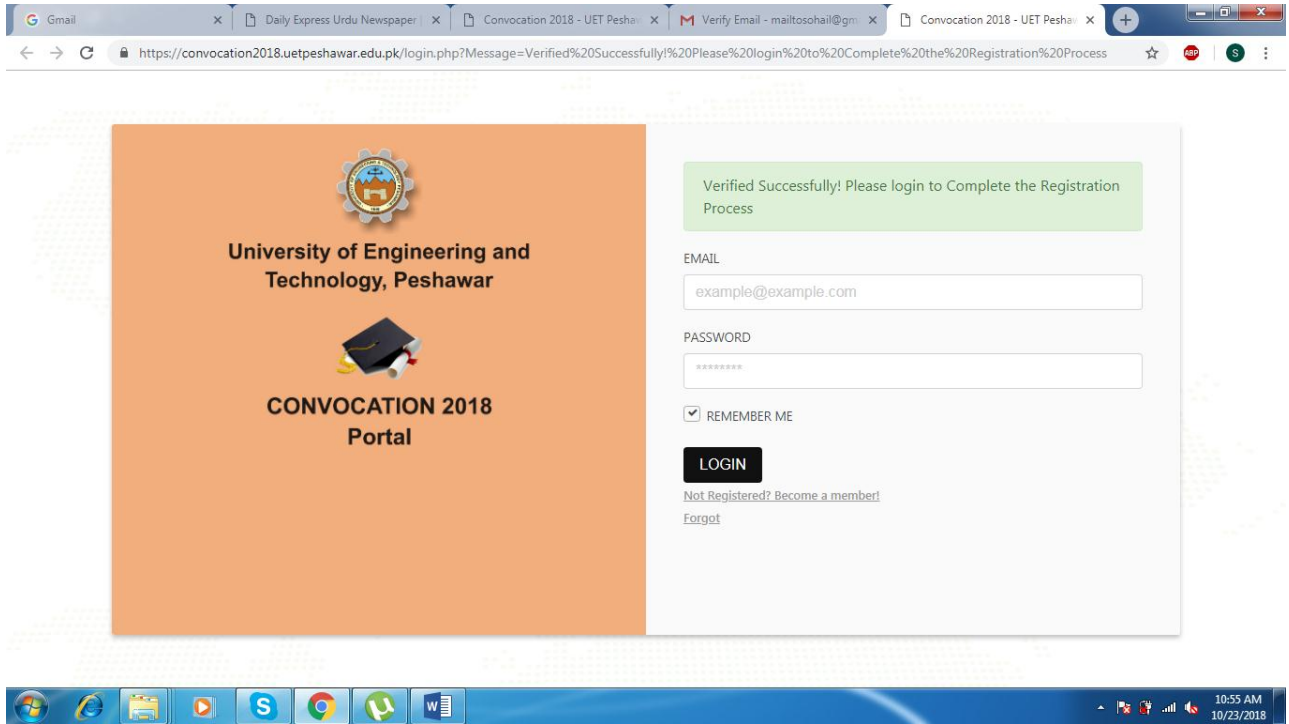 Gmail
Daily Express Urdu Newspaper |
Convocation 2018 - UET Pesha
Verify Email - mailtosohail@gm
Convocation 2018 - UET Pesha
https://convocation2018.uetpeshawar.edu.pk/login.php?Message=Verified%20Successfully!%20Please%20login%20to%20Complete%20the%20Registration%20Process
ABP
S
University of Engineering and
Technology, Peshawar
CONVOCATION 2018
Portal
Verified Successfully! Please login to Complete the Registration
Process
EMAIL
example@example.com
PASSWORD
********
REMEMBER ME
LOGIN
Not Registered? Become a member!
Forgot
10:55 AM
10/23/2018